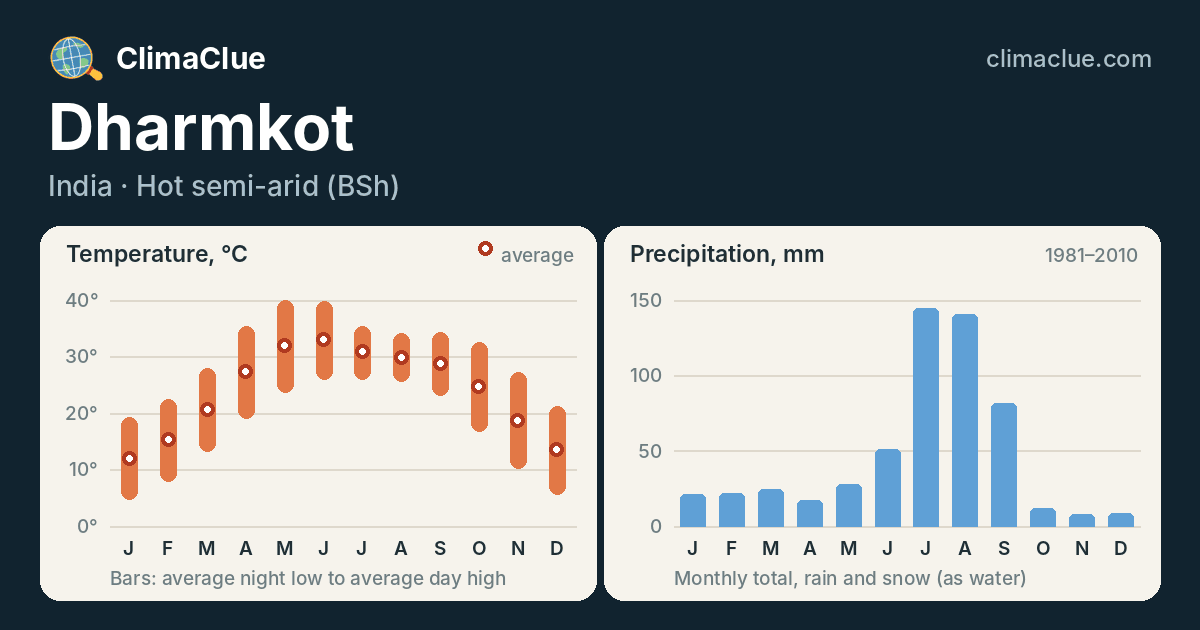 ClimaClue
climaclue.com
Dharmkot
India · Hot semi-arid (BSh)
Temperature, °C
average
40°
30°
20°
10°
0°
J F M A M J J A S O N D
Bars: average night low to average day high
Precipitation, mm
1981–2010
150
100
50
0
J F M A M J J A S O N D
Monthly total, rain and snow (as water)